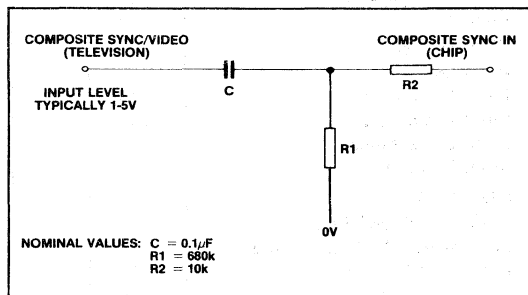 COMPOSITE SYNC/VIDEO
(TELEVISION)
COMPOSITE SYNC IN
(CHIP)
INPUT LEVEL
TYPICALLY 1-5V
C
R2
R1
0V
NOMINAL VALUES: C = 0.1μF
R1 = 680k
R2 = 10k